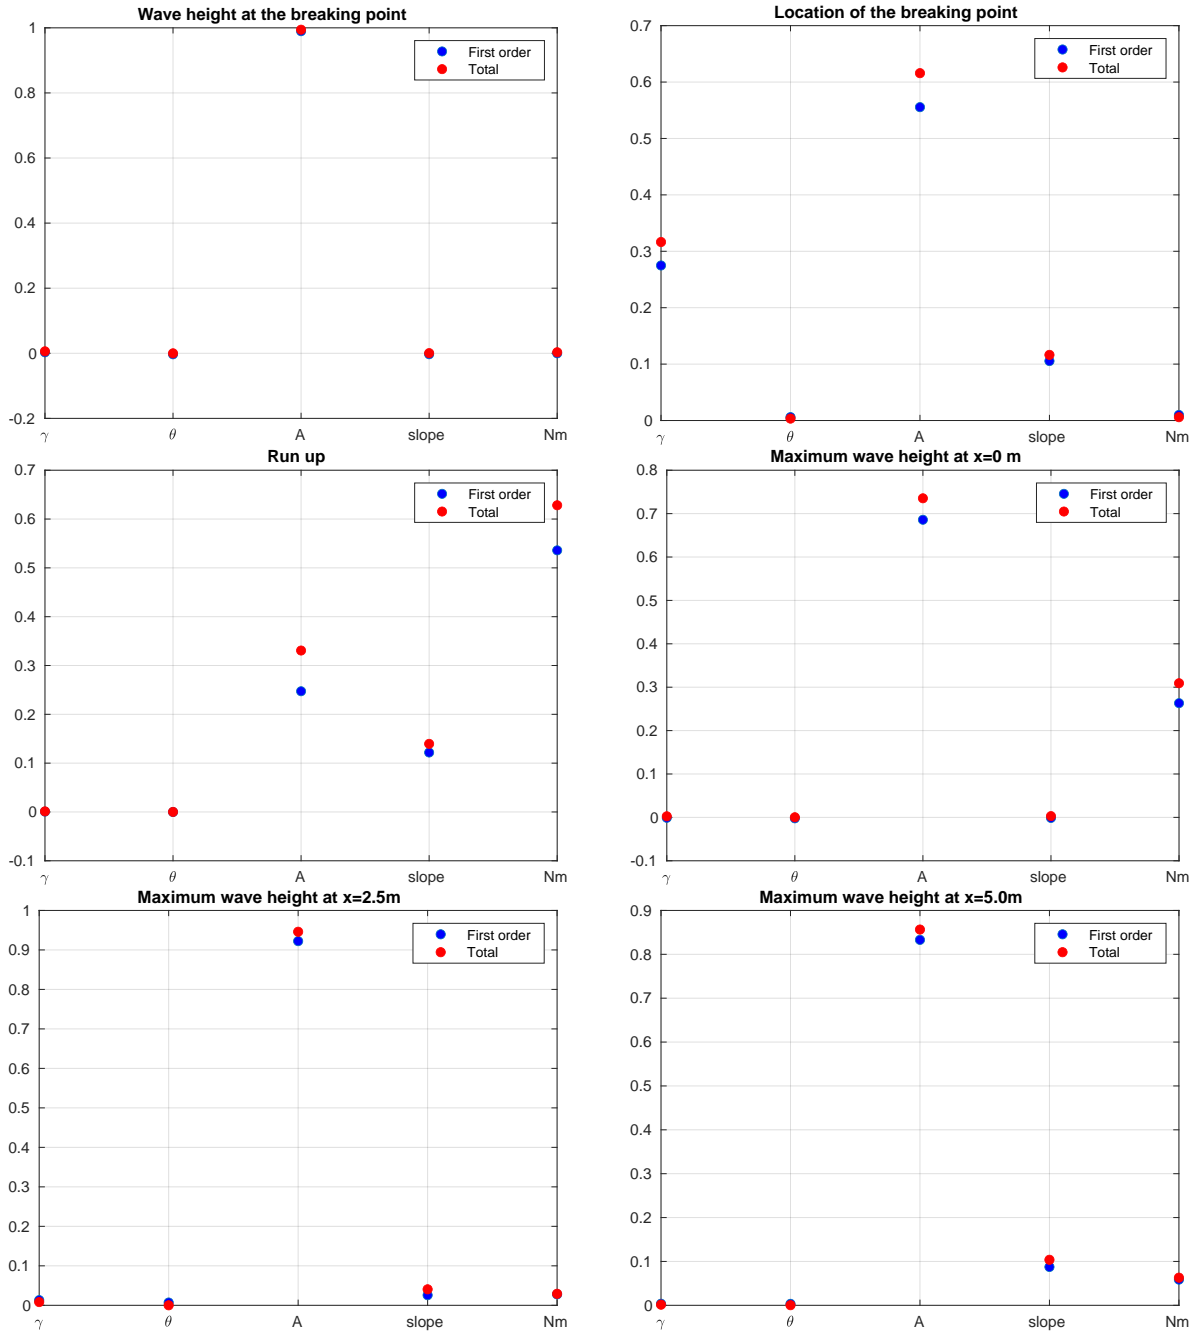 Wave height at the breaking point
1
0.8
0.6
0.4
0.2
0
-0.2
γ θ A slope Nm
First order
Total
Location of the breaking point
0.7
0.6
0.5
0.4
0.3
0.2
0.1
0
γ θ A slope Nm
First order
Total
Run up
0.7
0.6
0.5
0.4
0.3
0.2
0.1
0
-0.1
γ θ A slope Nm
First order
Total
Maximum wave height at x=0 m
0.8
0.7
0.6
0.5
0.4
0.3
0.2
0.1
0
-0.1
γ θ A slope Nm
First order
Total
Maximum wave height at x=2.5m
1
0.9
0.8
0.7
0.6
0.5
0.4
0.3
0.2
0.1
0
γ θ A slope Nm
First order
Total
Maximum wave height at x=5.0m
0.9
0.8
0.7
0.6
0.5
0.4
0.3
0.2
0.1
0
γ θ A slope Nm
First order
Total